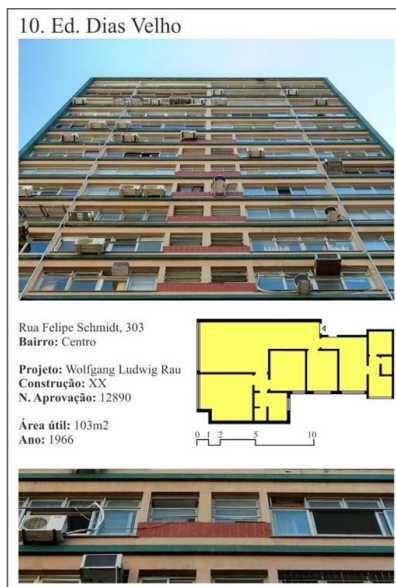 10. Ed. Dias Velho
Rua Felipe Schmidt, 303
Bairro: Centro
Projeto: Wolfgang Ludwig Rau
Construção: XX
N. Aprovação: 12890
Área útil: 103m2
Ano: 1966
4
0 1 2 5 10